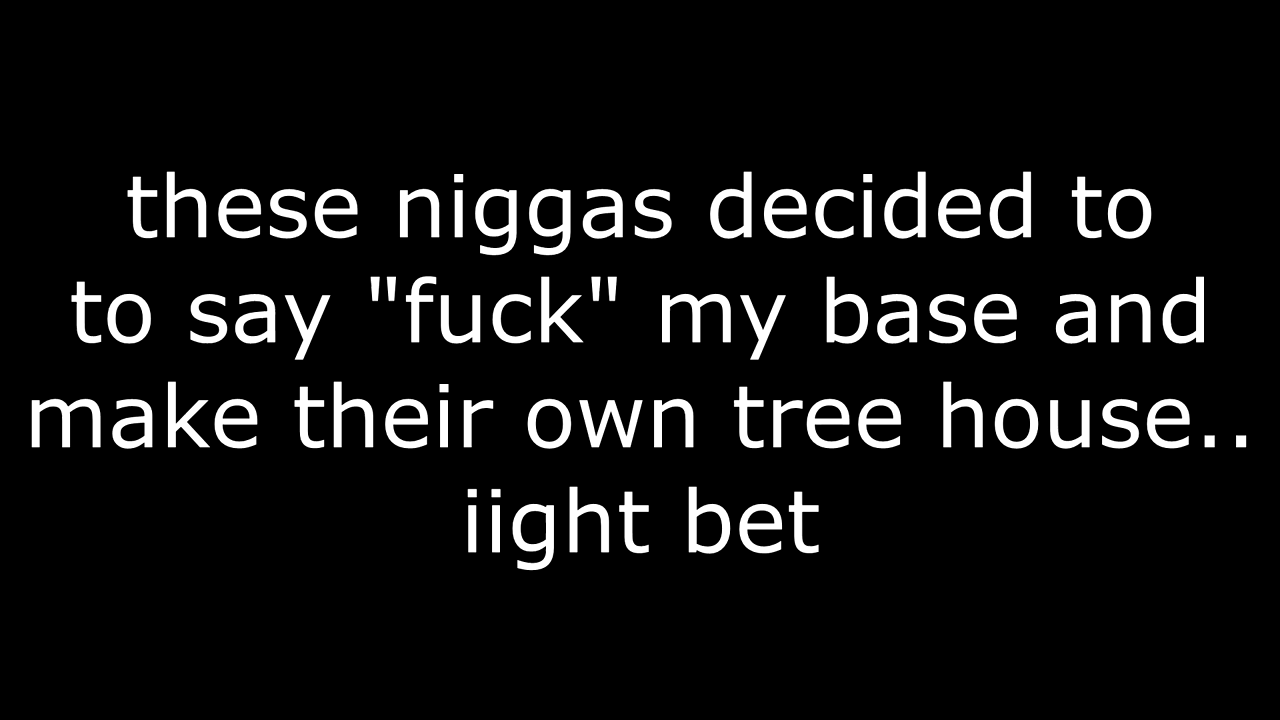 these niggas decided to
to say "fuck" my base and
make their own tree house..
iight bet